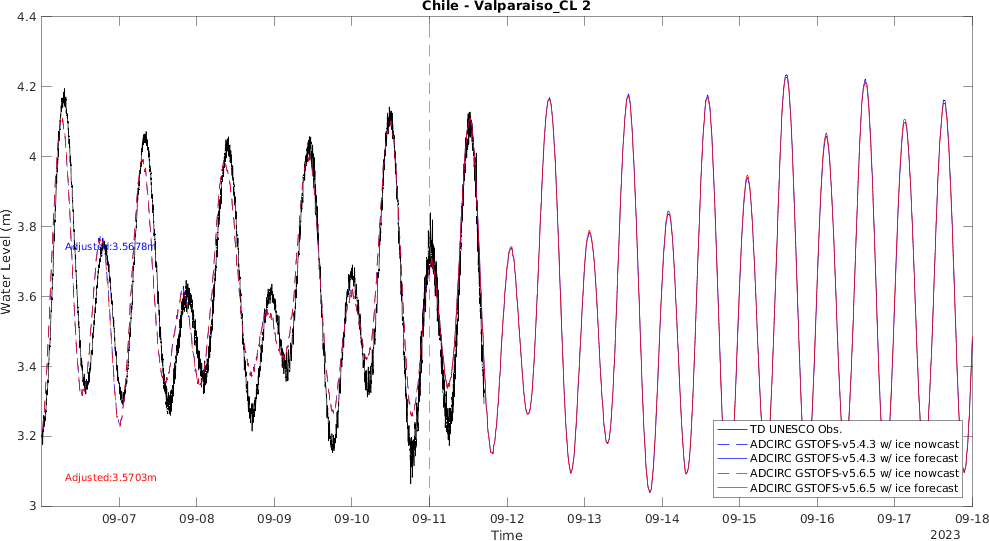 Chile - Valparaiso_CL 2
4.4
4.2
4
3.8
3.6
3.4
3.2
3
Water Level (m)
Adjusted:3.5678m
Adjusted:3.5703m
TD UNESCO Obs.
ADCIRC GSTOFS-v5.4.3 w/ ice nowcast
ADCIRC GSTOFS-v5.4.3 w/ ice forecast
ADCIRC GSTOFS-v5.6.5 w/ ice nowcast
ADCIRC GSTOFS-v5.6.5 w/ ice forecast
09-07 09-08 09-09 09-10 09-11 09-12 09-13 09-14 09-15 09-16 09-17 09-18
Time
2023